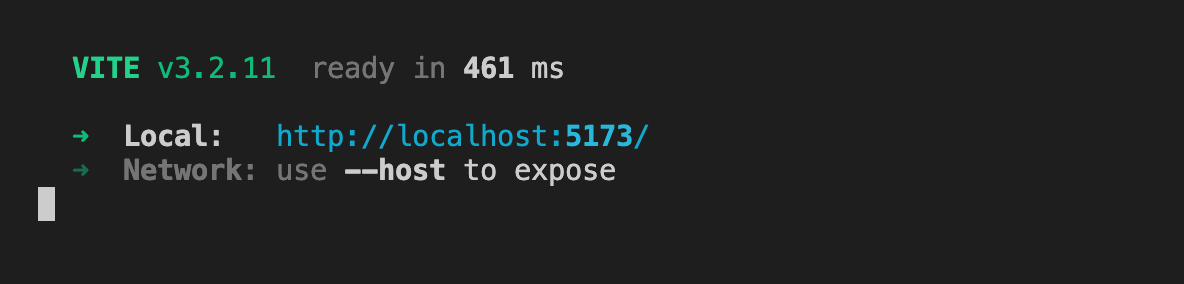 VITE v3.2.11  ready in 461 ms
➜  Local:   http://localhost:5173/
➜  Network: use --host to expose